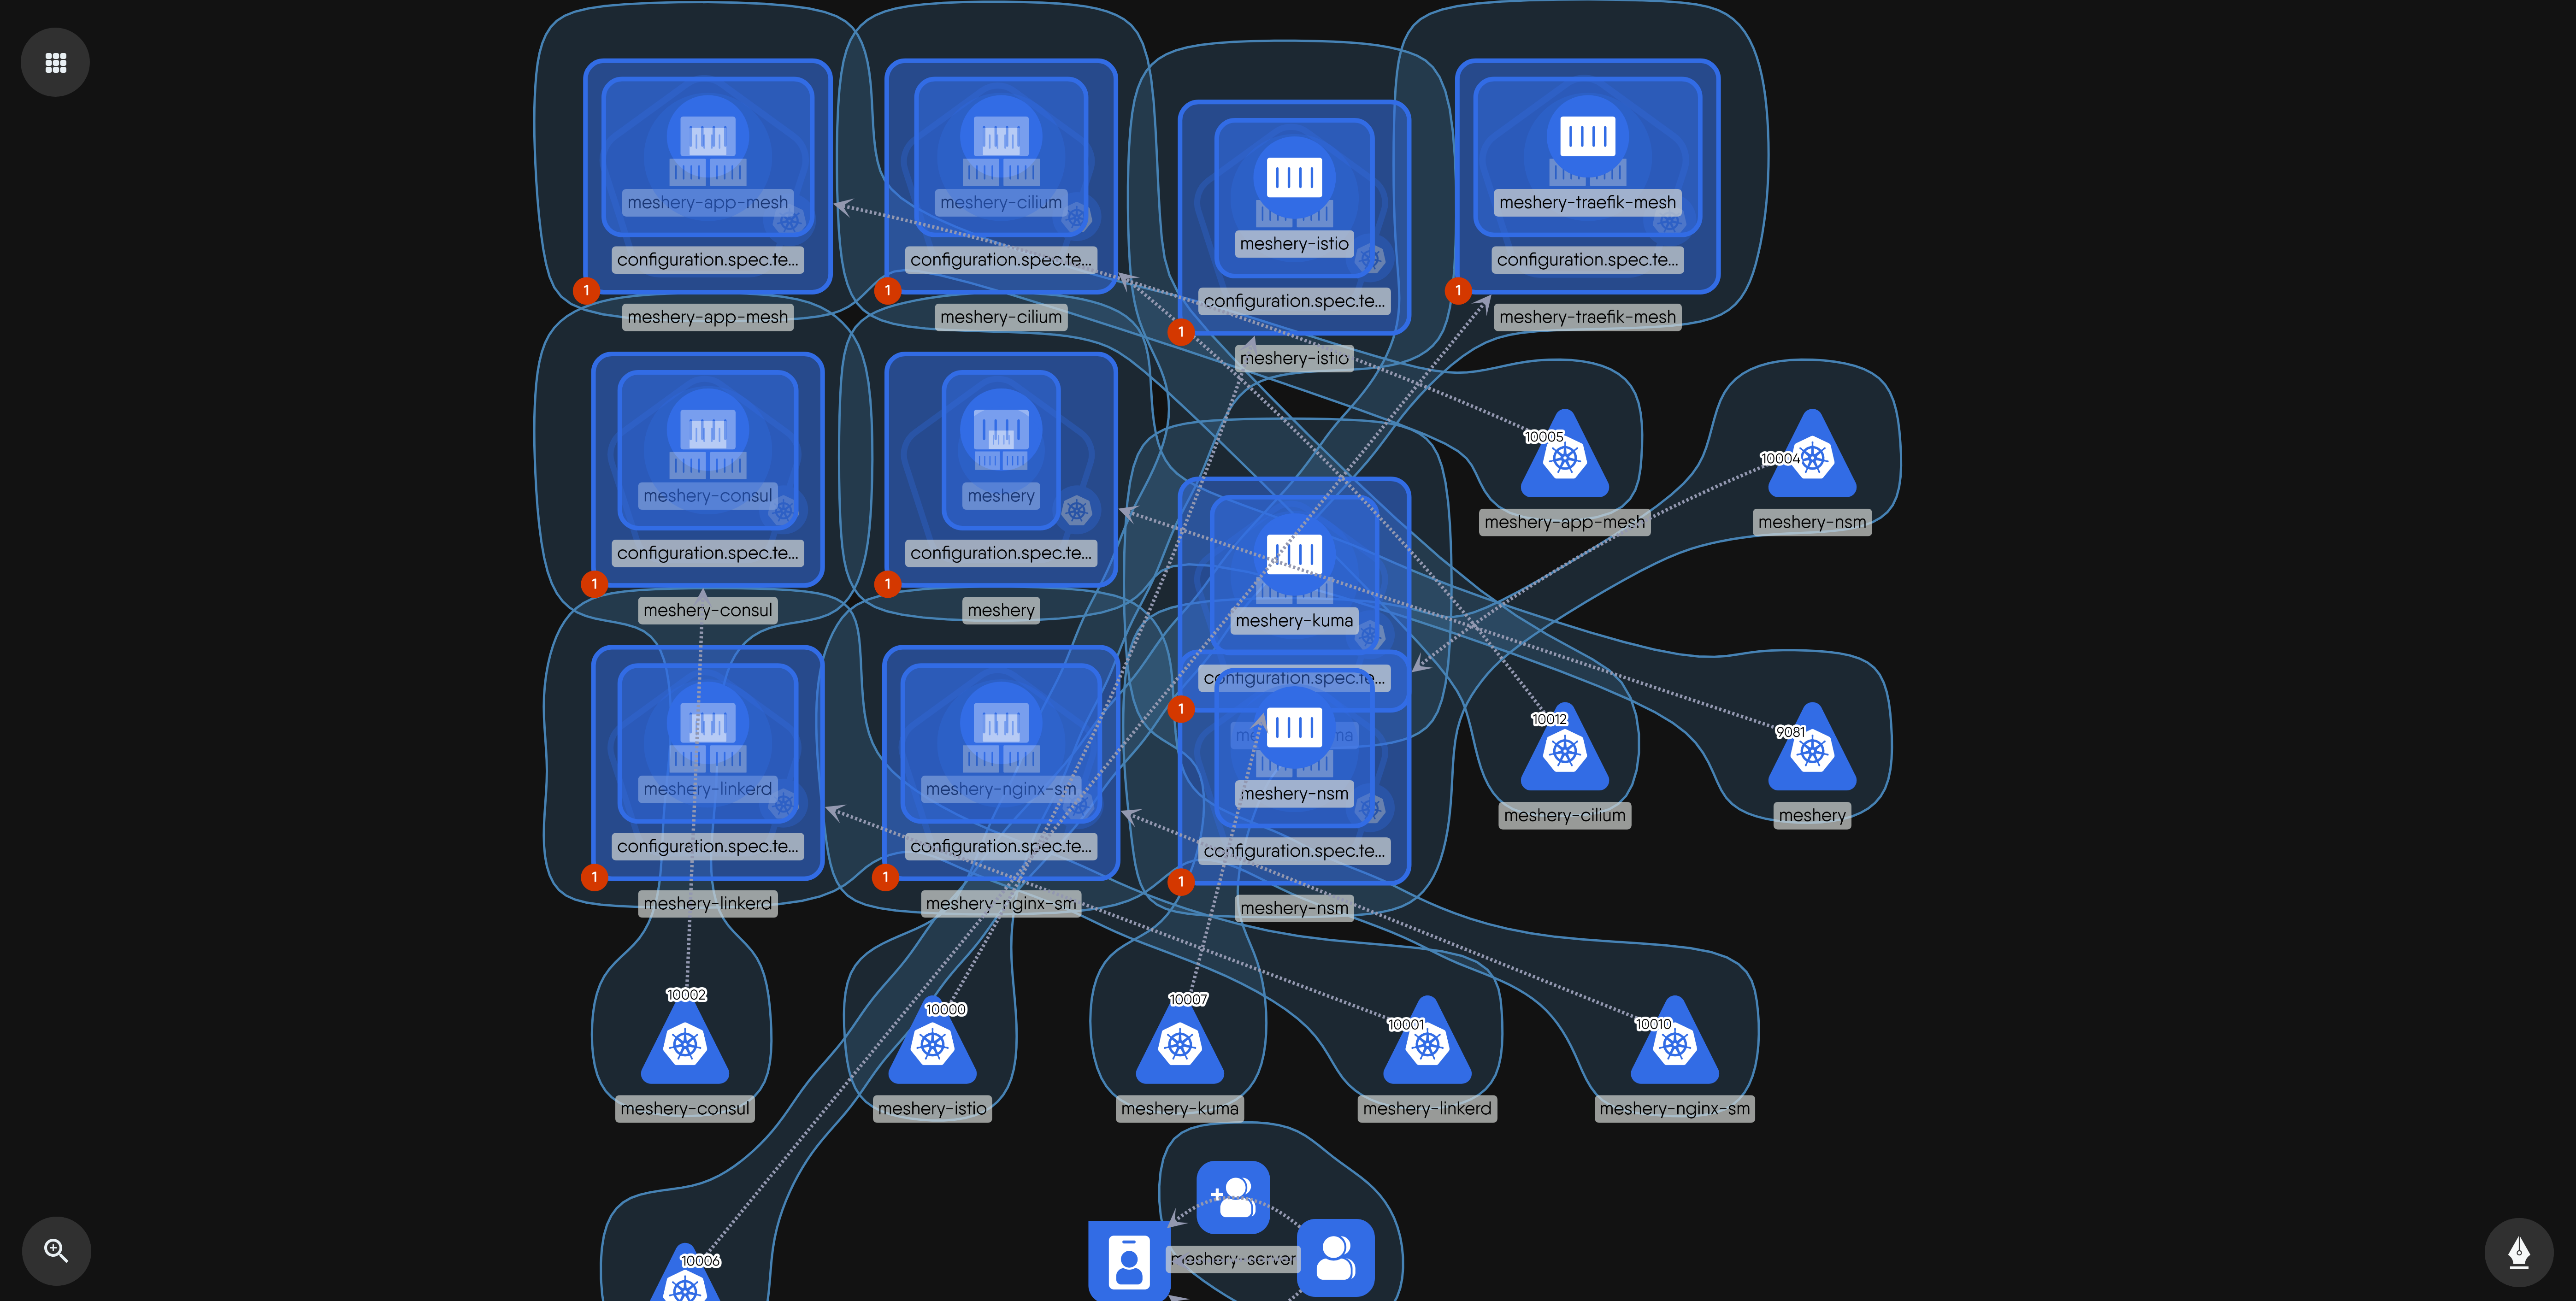 meshery-app-mesh
meshery-cilium
meshery-traefik-mesh
meshery-istio
configuration.spec.te...
configuration.spec.te...
configuration.spec.te...
configuration.spec.te...
1
1
1
1
meshery-app-mesh
meshery-cilium
meshery-traefik-mesh
meshery-istio
10005
10004
meshery-consul
meshery
meshery-app-mesh
meshery-nsm
configuration.spec.te...
configuration.spec.te...
1
1
meshery-consul
meshery
meshery-kuma
configuration.spec.te...
1
10012
9081
meshery-linkerd
meshery-nginx-sm
meshery-nsm
meshery-cilium
meshery
configuration.spec.te...
configuration.spec.te...
configuration.spec.te...
1
1
1
meshery-linkerd
meshery-nginx-sm
meshery-nsm
10002
10000
10007
10001
10010
meshery-consul
meshery-istio
meshery-kuma
meshery-linkerd
meshery-nginx-sm
10006
meshery-server